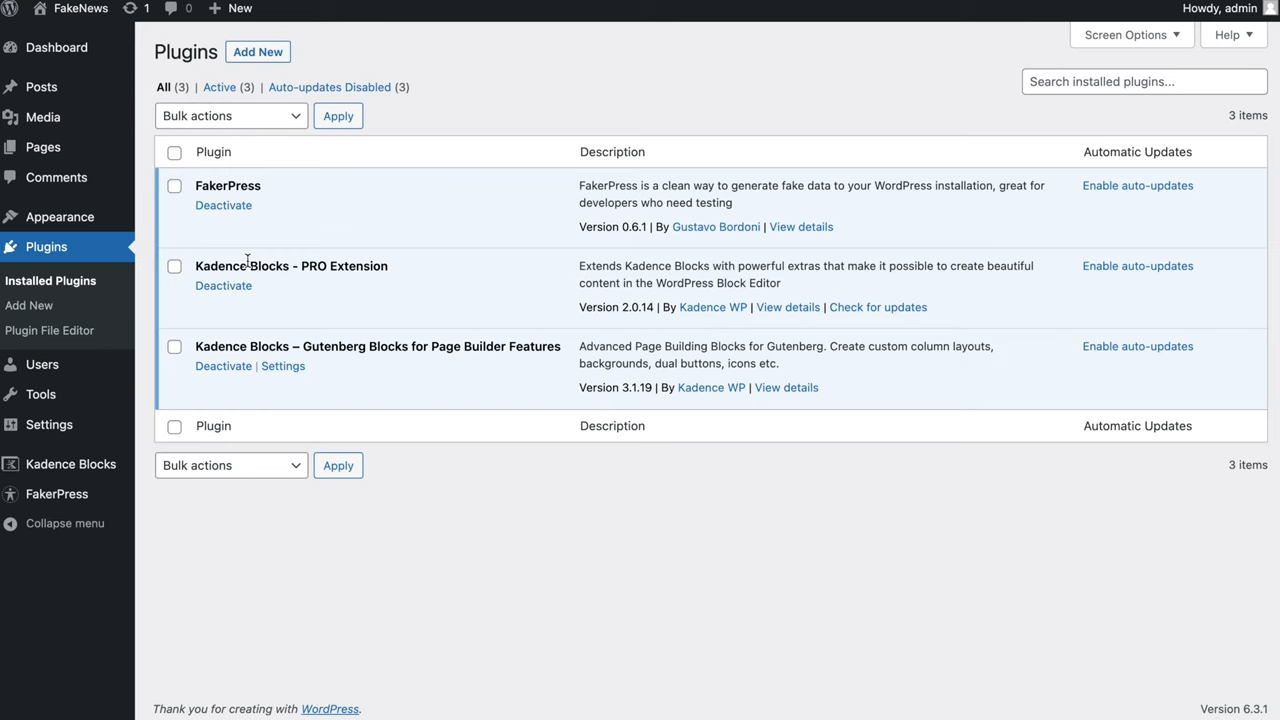 FakeNews 1 0 New Howdy, admin
Dashboard
Posts
Media
Pages
Comments
Appearance
Plugins
Installed Plugins
Add New
Plugin File Editor
Users
Tools
Settings
Kadence Blocks
FakerPress
Collapse menu
Screen Options Help
Plugins Add New
All (3) | Active (3) | Auto-updates Disabled (3)
Search installed plugins...
Bulk actions Apply 3 items
Plugin Description Automatic Updates
FakerPress
Deactivate
FakerPress is a clean way to generate fake data to your WordPress installation, great for
developers who need testing
Version 0.6.1 | By Gustavo Bordoni | View details
Enable auto-updates
Kadence Blocks - PRO Extension
Deactivate
Extends Kadence Blocks with powerful extras that make it possible to create beautiful
content in the WordPress Block Editor
Version 2.0.14 | By Kadence WP | View details | Check for updates
Enable auto-updates
Kadence Blocks – Gutenberg Blocks for Page Builder Features
Deactivate | Settings
Advanced Page Building Blocks for Gutenberg. Create custom column layouts,
backgrounds, dual buttons, icons etc.
Version 3.1.19 | By Kadence WP | View details
Enable auto-updates
Plugin Description Automatic Updates
Bulk actions Apply 3 items
Thank you for creating with WordPress. Version 6.3.1